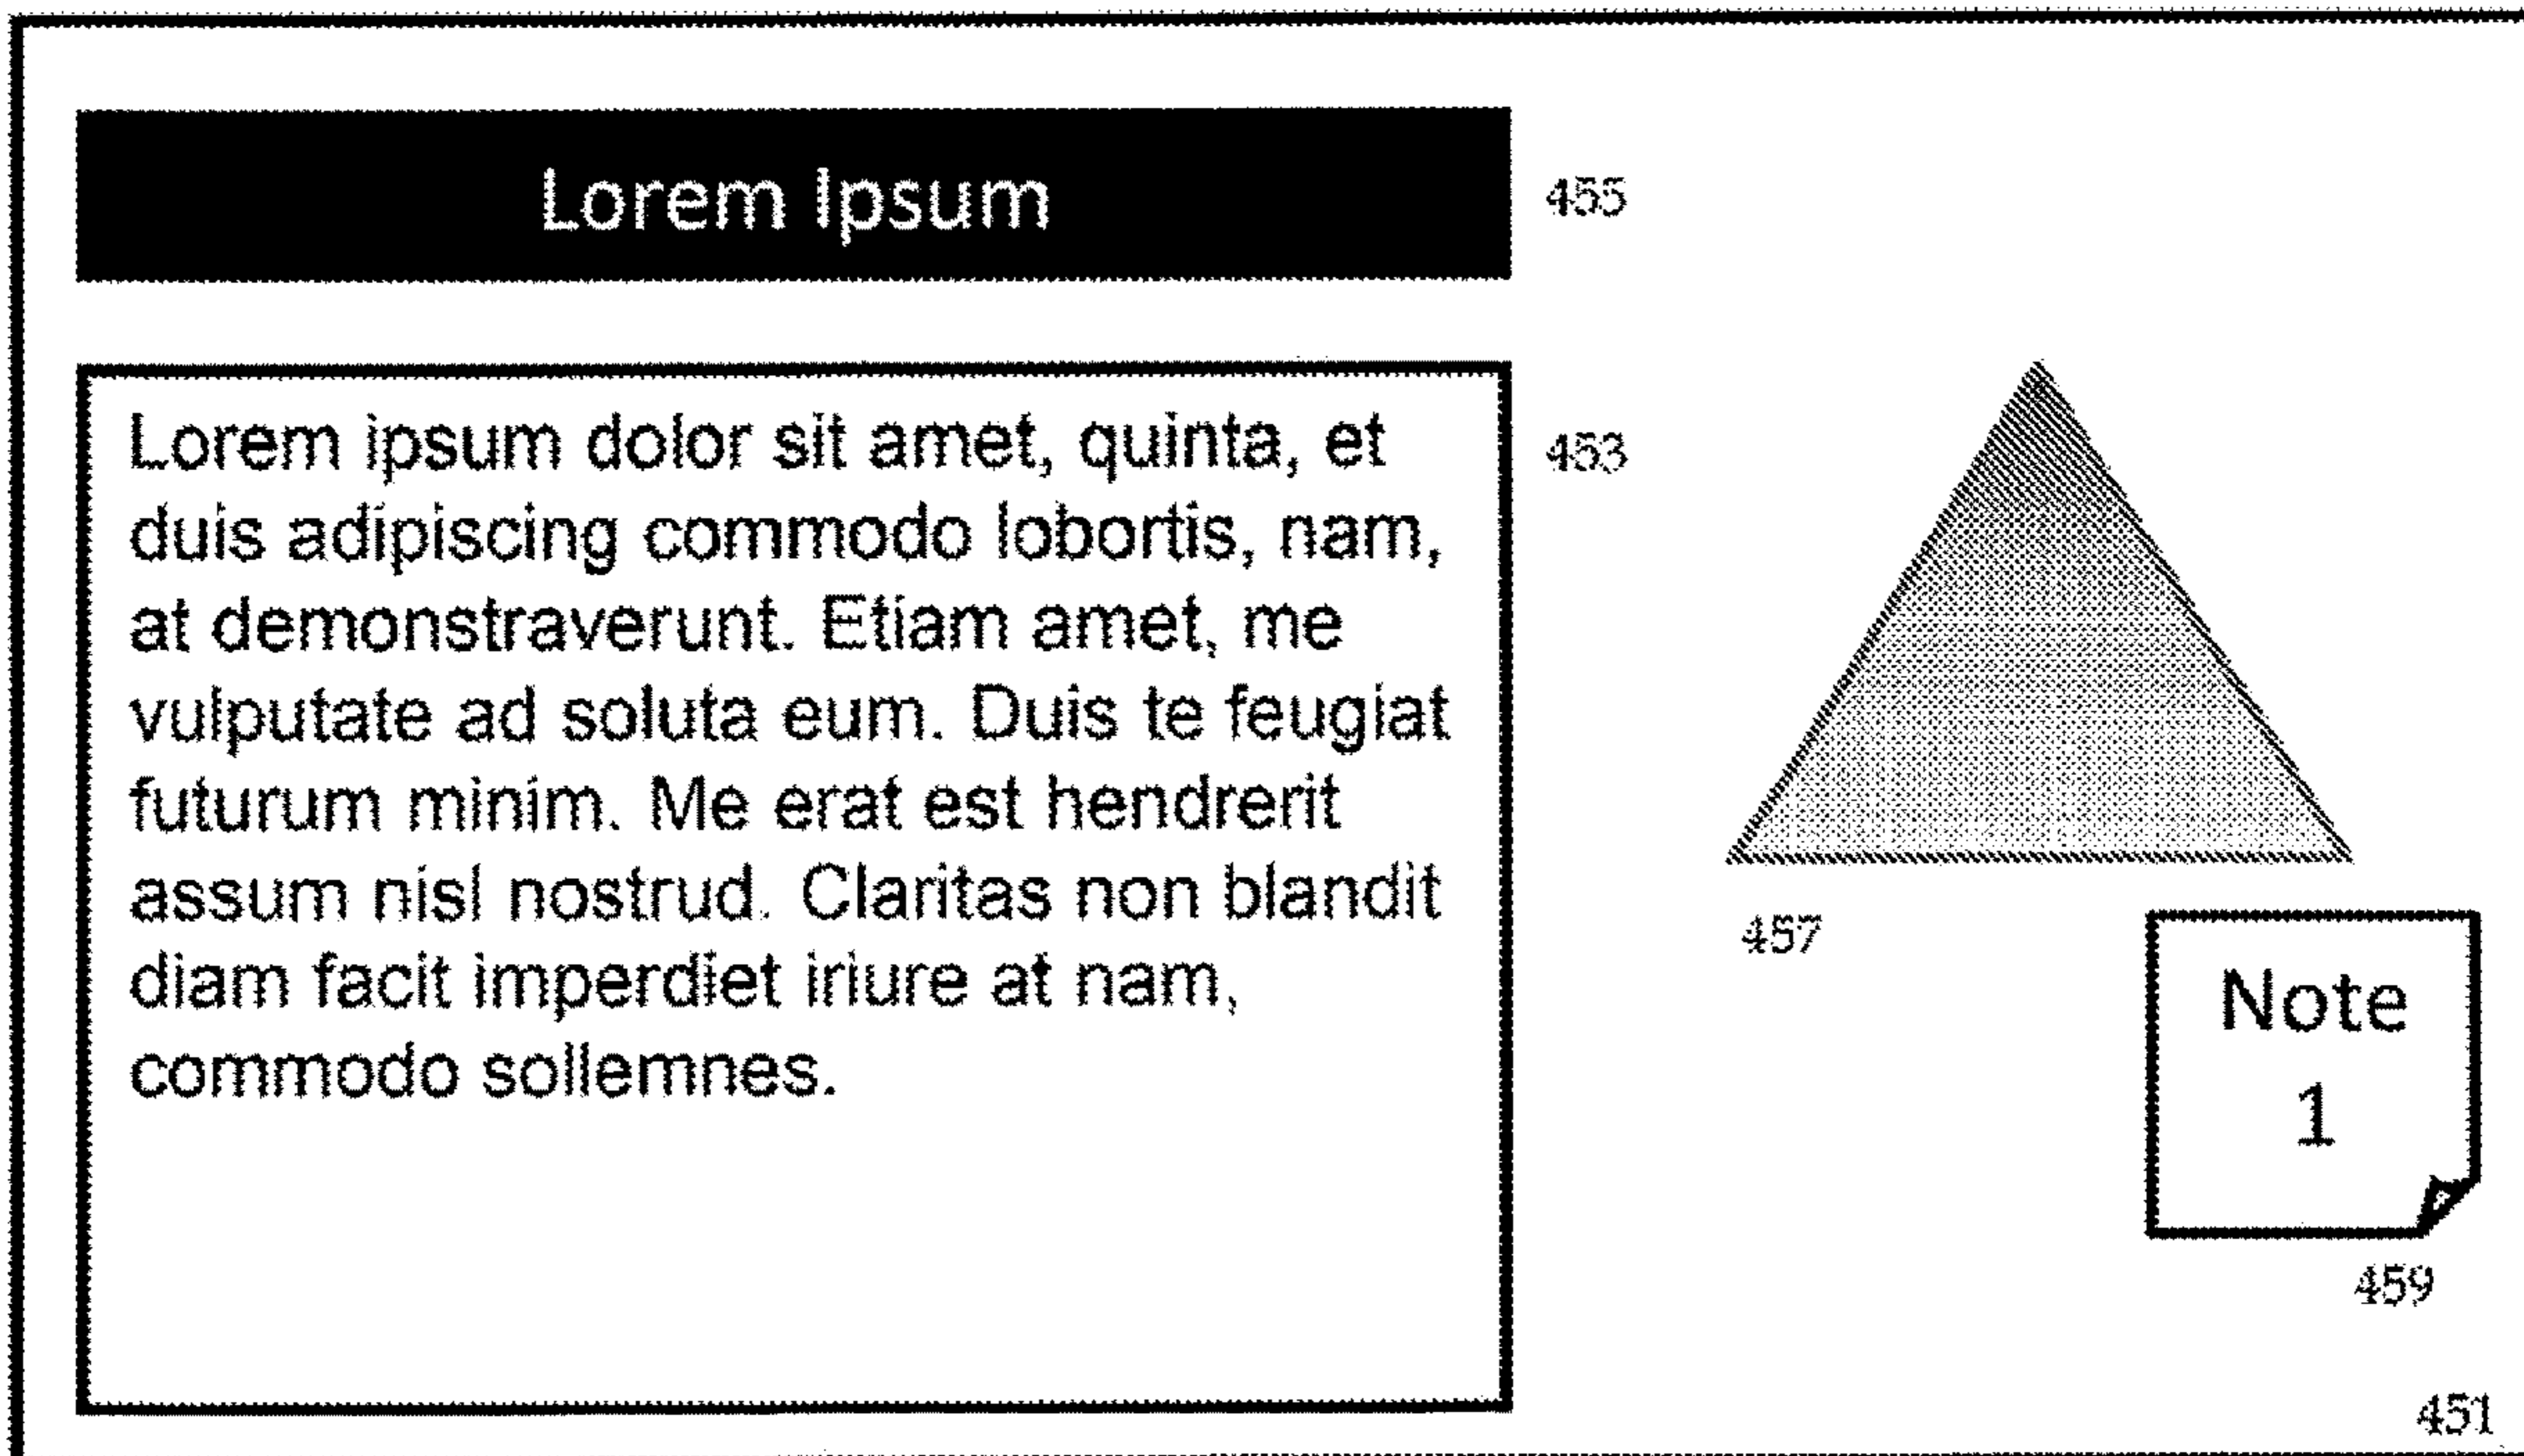 Lorem Ipsum
455
Lorem ipsum dolor sit amet, quinta, et
duis adipiscing commodo lobortis, nam,
at demonstraverunt. Etiam amet, me
vulputate ad soluta eum. Duis te feugiat
futurum minim. Me erat est hendrerit
assum nisl nostrud. Claritas non blandit
diam facit imperdiet iriure at nam,
commodo sollemnes.
453
457
Note
1
459
451